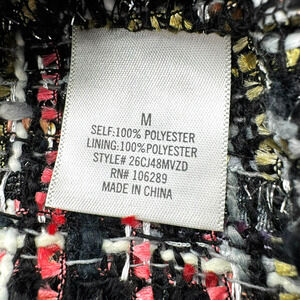 M
SELF:100% POLYESTER
LINING:100%POLYESTER
STYLE# 26CJ48MVZD
RN# 106289
MADE IN CHINA